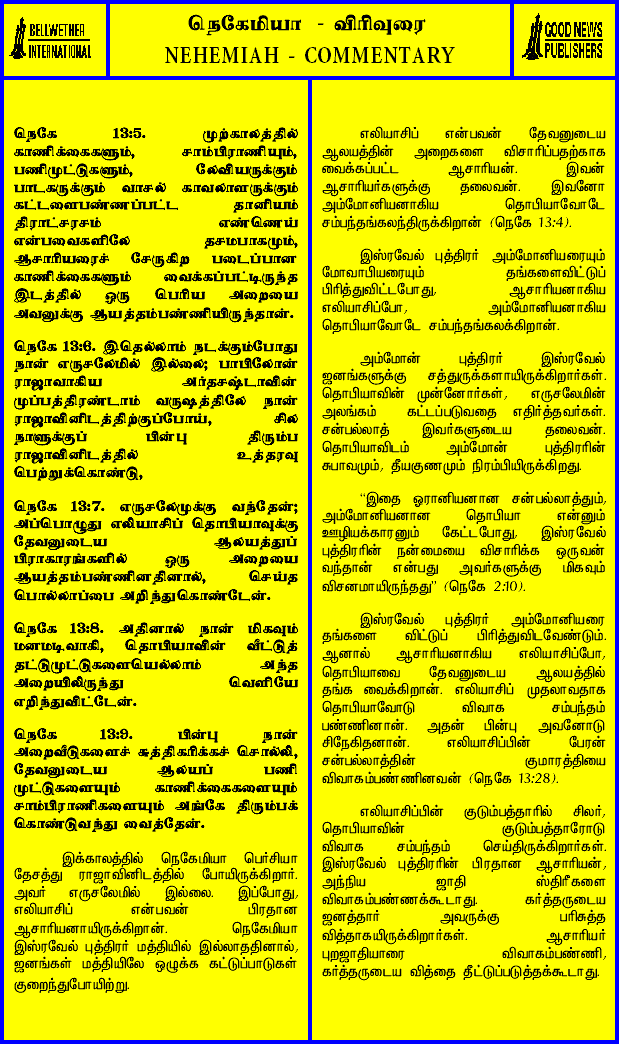 BELLWETHER
INTERNATIONAL
நெகேமியா - விரிவுரை
NEHEMIAH - COMMENTARY
GOOD NEWS
PUBLISHERS
நெகே 13:5. முற்காலத்தில்
காணிக்கைகளும், சாம்பிராணியும்,
பணிமுட்டுகளும், லேவியருக்கும்
பாடகருக்கும் வாசல் காவலாளருக்கும்
கட்டளைபண்ணப்பட்ட தானியம்
திராட்சரசம் எண்ணெய்
என்பவைகளிலே தசமபாகமும்,
ஆசாரியரைச் சேருகிற படைப்பான
காணிக்கைகளும் வைக்கப்பட்டிருந்த
இடத்தில் ஒரு பெரிய அறையை
அவனுக்கு ஆயத்தம்பண்ணியிருந்தான்.
நெகே 13:6. இதெல்லாம் நடக்கும்போது
நான் எருசலேமில் இல்லை; பாபிலோன்
ராஜாவாகிய அர்தசஷ்டாவின்
முப்பத்திரண்டாம் வருஷத்திலே நான்
ராஜாவினிடத்திற்குப்போய், சில
நாளுக்குப் பின்பு திரும்ப
ராஜாவினிடத்தில் உத்தரவு
பெற்றுக்கொண்டு,
நெகே 13:7. எருசலேமுக்கு வந்தேன்;
அப்பொழுது எலியாசிப் தொபியாவுக்கு
தேவனுடைய ஆலயத்துப்
பிராகாரங்களில் ஒரு அறையை
ஆயத்தம்பண்ணினதினால், செய்த
பொல்லாப்பை அறிந்துகொண்டேன்.
நெகே 13:8. அதினால் நான் மிகவும்
மனமடிவாகி, தொபியாவின் வீட்டுத்
தட்டுமுட்டுகளையெல்லாம் அந்த
அறையிலிருந்து வெளியே
எறிந்துவிட்டேன்.
நெகே 13:9. பின்பு நான்
அறைவீடுகளைச் சுத்திகரிக்கச் சொல்லி,
தேவனுடைய ஆலயப் பணி
முட்டுகளையும் காணிக்கைகளையும்
சாம்பிராணிகளையும் அங்கே திரும்பக்
கொண்டுவந்து வைத்தேன்.
இக்காலத்தில் நெகேமியா பெர்சியா
தேசத்து ராஜாவினிடத்தில் போயிருக்கிறார்.
அவர் எருசலேமில் இல்லை. இப்போது,
எலியாசிப் என்பவன் பிரதான
ஆசாரியனாயிருக்கிறான். நெகேமியா
இஸ்ரவேல் புத்திரர் மத்தியில் இல்லாததினால்,
ஜனங்கள் மத்தியிலே ஒழுக்க கட்டுப்பாடுகள்
குறைந்துபோயிற்று.
எலியாசிப் என்பவன் தேவனுடைய
ஆலயத்தின் அறைகளை விசாரிப்பதற்காக
வைக்கப்பட்ட ஆசாரியன். இவன்
ஆசாரியர்களுக்கு தலைவன். இவனோ
அம்மோனியனாகிய தொபியாவோடே
சம்பந்தங்கலந்திருக்கிறான் (நெகே 13:4).
இஸ்ரவேல் புத்திரர் அம்மோனியரையும்
மோவாபியரையும் தங்களைவிட்டுப்
பிரித்துவிட்டபோது, ஆசாரியனாகிய
எலியாசிப்போ, அம்மோனியனாகிய
தொபியாவோடே சம்பந்தங்கலக்கிறான்.
அம்மோன் புத்திரர் இஸ்ரவேல்
ஜனங்களுக்கு சத்துருக்களாயிருக்கிறார்கள்.
தொபியாவின் முன்னோர்கள், எருசலேமின்
அலங்கம் கட்டப்படுவதை எதிர்த்தவர்கள்.
சன்பல்லாத் இவர்களுடைய தலைவன்.
தொபியாவிடம் அம்மோன் புத்திரரின்
சுபாவமும், தீயகுணமும் நிரம்பியிருக்கிறது.
"இதை ஓரானியனான சன்பல்லாத்தும்,
அம்மோனியனான தொபியா என்னும்
ஊழியக்காரனும் கேட்டபோது, இஸ்ரவேல்
புத்திரரின் நன்மையை விசாரிக்க ஒருவன்
வந்தான் என்பது அவர்களுக்கு மிகவும்
விசனமாயிருந்தது" (நெகே 2:10).
இஸ்ரவேல் புத்திரர் அம்மோனியரை
தங்களை விட்டுப் பிரித்துவிடவேண்டும்.
ஆனால் ஆசாரியனாகிய எலியாசிப்போ,
தொபியாவை தேவனுடைய ஆலயத்தில்
தங்க வைக்கிறான். எலியாசிப் முதலாவதாக
தொபியாவோடு விவாக சம்பந்தம்
பண்ணினான். அதன் பின்பு அவனோடு
சிநேகிதனான். எலியாசிப்பின் பேரன்
சன்பல்லாத்தின் குமாரத்தியை
விவாகம்பண்ணினவன் (நெகே 13:28).
எலியாசிப்பின் குடும்பத்தாரில் சிலர்,
தொபியாவின் குடும்பத்தாரோடு
விவாக சம்பந்தம் செய்திருக்கிறார்கள்.
இஸ்ரவேல் புத்திரரின் பிரதான ஆசாரியன்,
அந்நிய ஜாதி ஸ்திரீகளை
விவாகம்பண்ணக்கூடாது. கர்த்தருடைய
ஜனத்தார் அவருக்கு பரிசுத்த
வித்தாகயிருக்கிறார்கள். ஆசாரியர்
புறஜாதியாரை விவாகம்பண்ணி,
கர்த்தருடைய வித்தை தீட்டுப்படுத்தக்கூடாது.